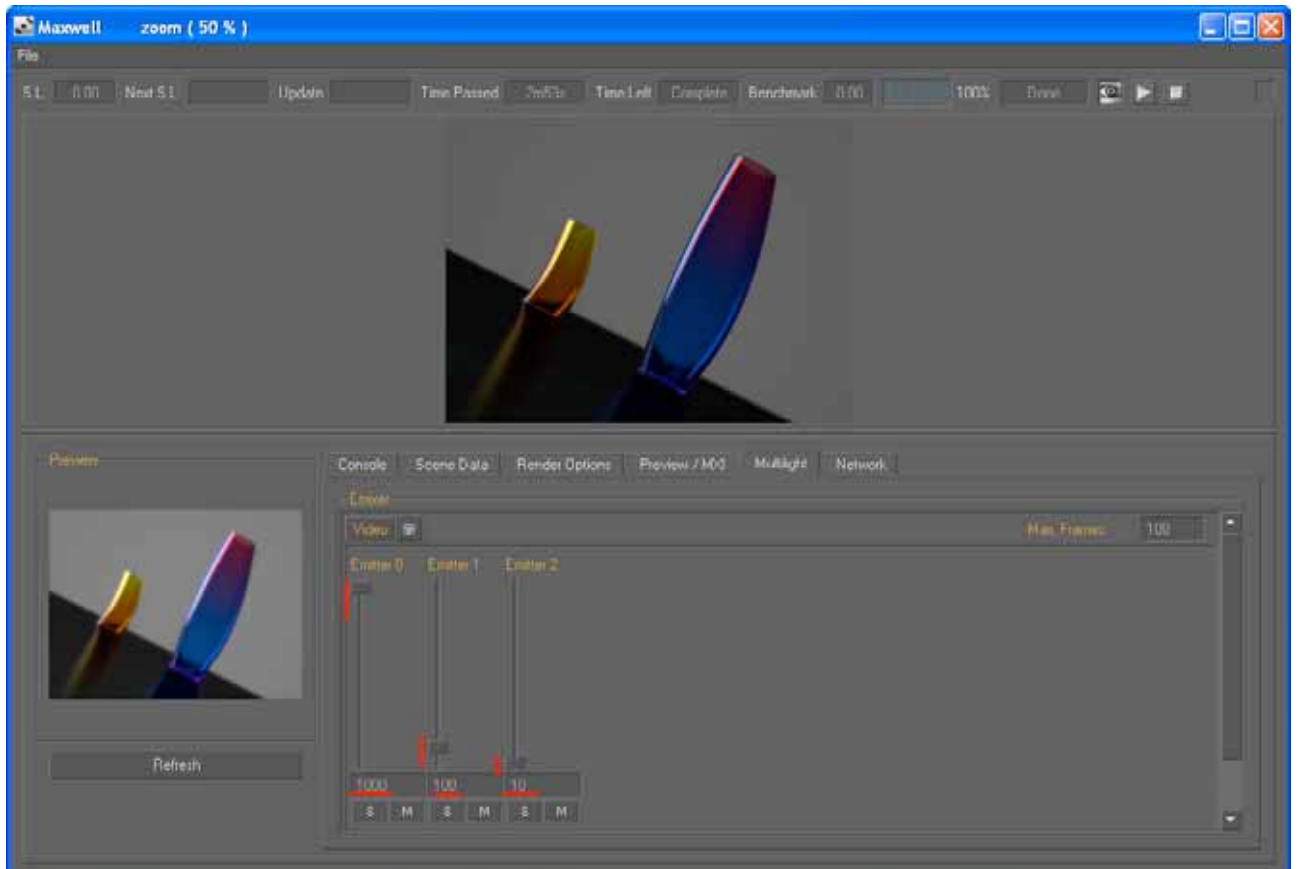 Maxwell zoom ( 50 % )
File
S.L. 0.00 Next S.L. Update Time Passed 2m53s Time Left Complete Benchmark 0.00 100% Done
Preview
Console Scene Data Render Options Preview / MXI Multilight Network
Emixer
Video Max. Frames: 100
Emitter 0 Emitter 1 Emitter 2
Refresh
1000 100 10
S M S M S M